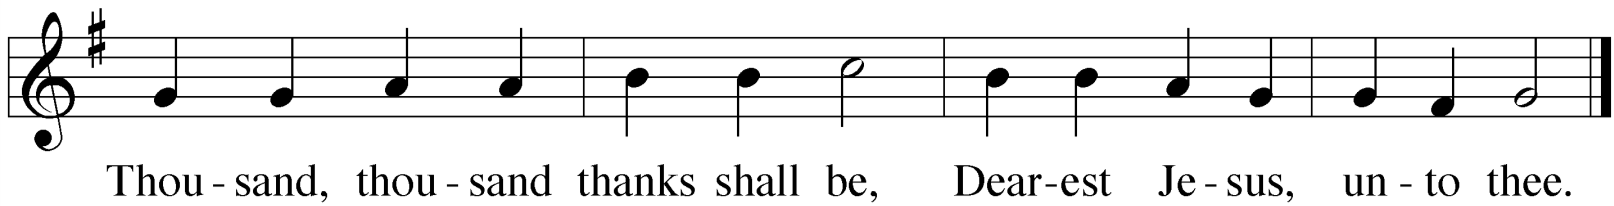 Thou - sand, thou - sand thanks shall be, Dear-est Je - sus, un - to thee.